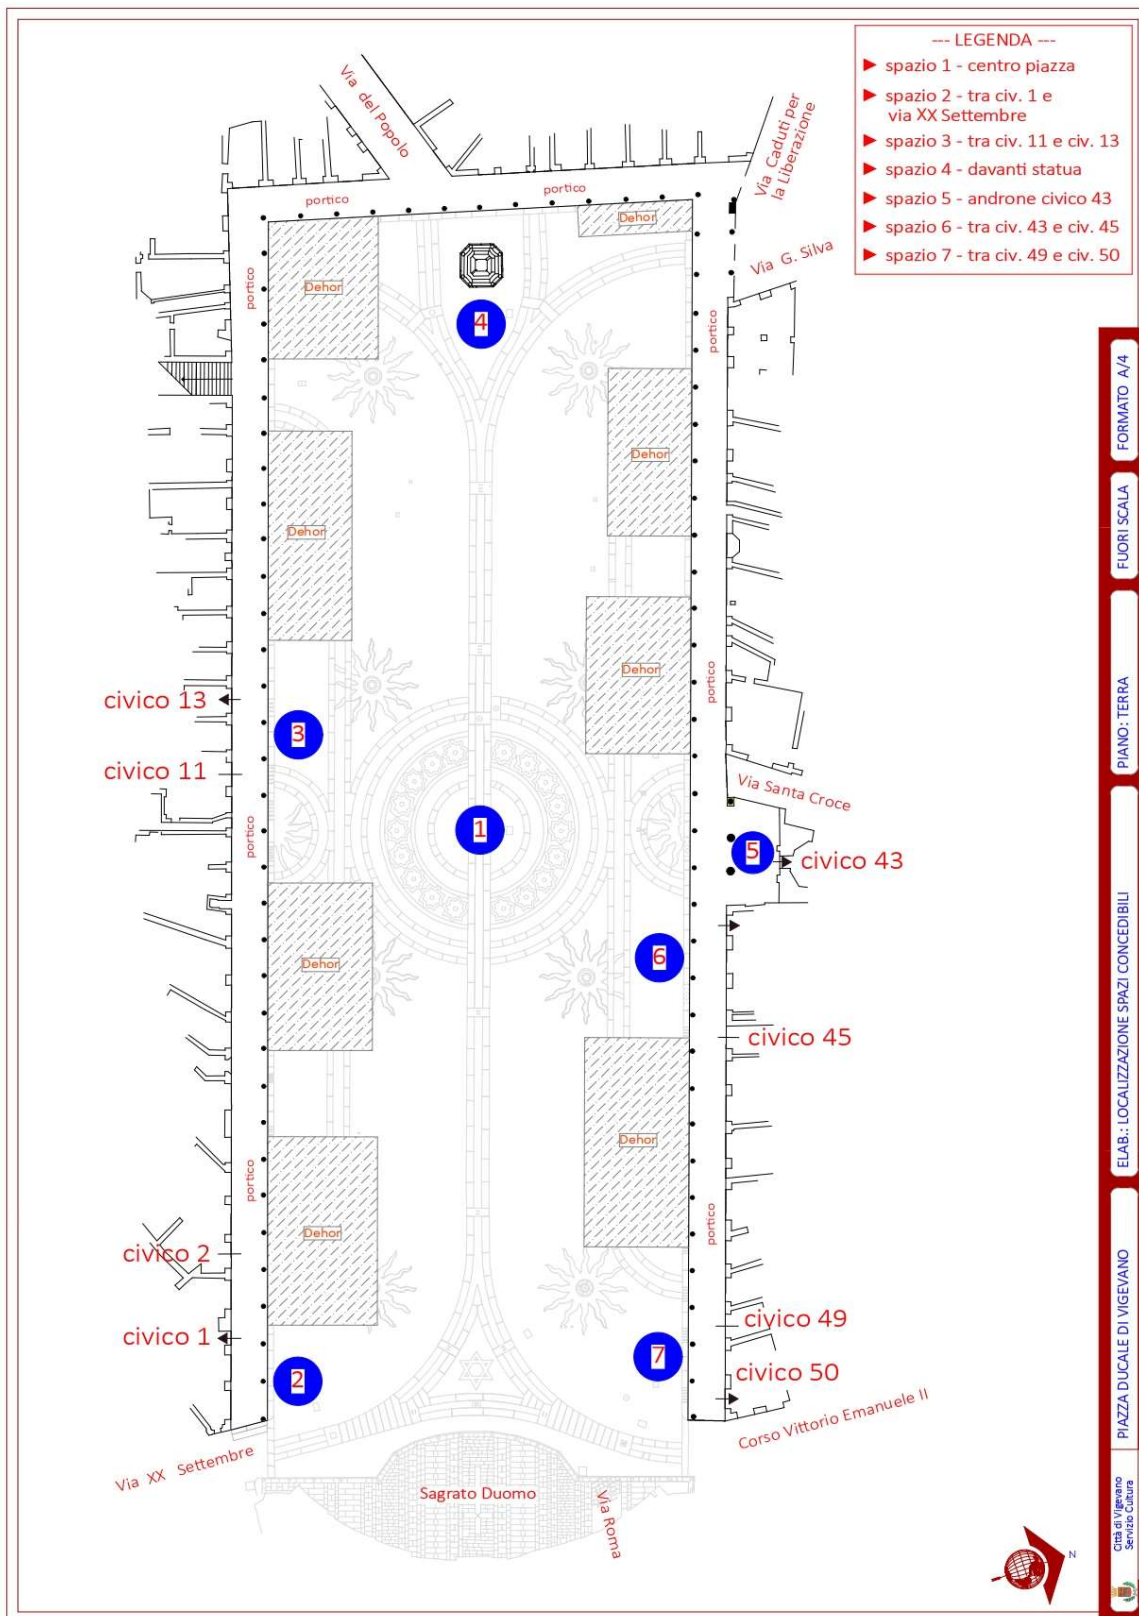 --- LEGENDA ---
spazio 1 - centro piazza
spazio 2 - tra civ. 1 e
via XX Settembre
spazio 3 - tra civ. 11 e civ. 13
spazio 4 - davanti statua
spazio 5 - androne civico 43
spazio 6 - tra civ. 43 e civ. 45
spazio 7 - tra civ. 49 e civ. 50
Via del Popolo
Via Caduti per
la Liberazione
portico
portico
Dehor
Via G. Silva
Dehor
portico
4
portico
Dehor
Dehor
Dehor
portico
civico 13
3
civico 11
Via Santa Croce
portico
1
5
civico 43
6
Dehor
civico 45
Dehor
portico
portico
Dehor
civico 2
civico 1
civico 49
7
civico 50
2
Corso Vittorio Emanuele II
Via XX Settembre
Sagrato Duomo
Via Roma
N
FORMATO A/4
FUORI SCALA
PIANO: TERRA
ELAB.: LOCALIZZAZIONE SPAZI CONCEDIBILI
PIAZZA DUCALE DI VIGEVANO
Città di Vigevano
Servizio Cultura